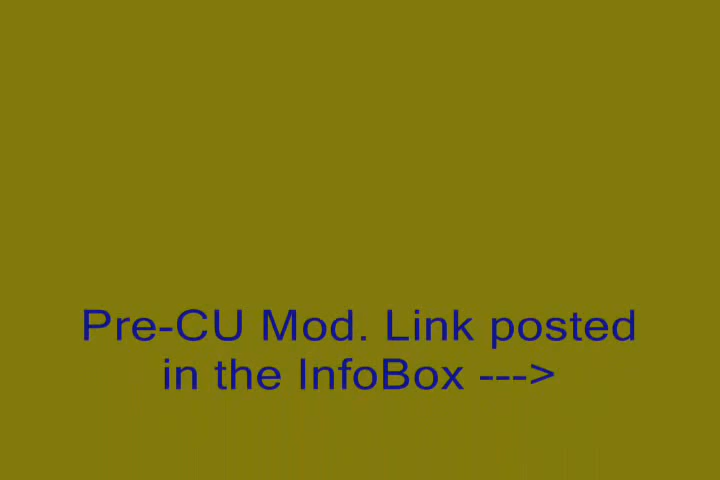 Pre-CU Mod. Link posted
in the InfoBox --->